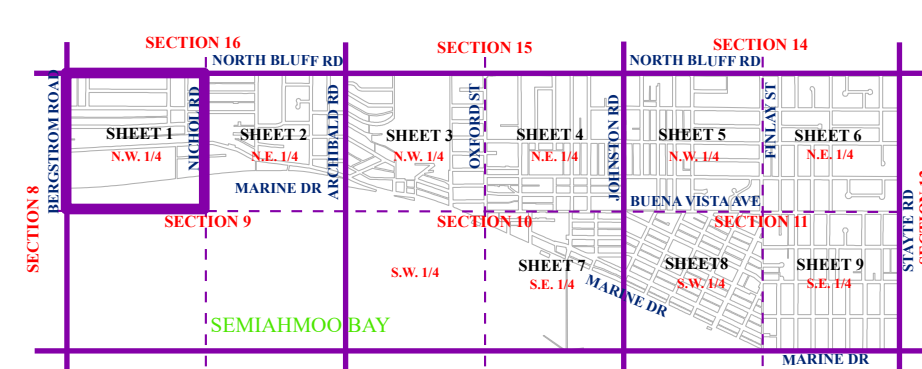 SECTION 16
SECTION 15
SECTION 14
NORTH BLUFF RD
NORTH BLUFF RD
BERGSTROM ROAD
NICHOL RD
ARCHIBALD RD
OXFORD ST
JOHNSTON RD
FINLAY ST
SHEET 1
SHEET 2
SHEET 3
SHEET 4
SHEET 5
SHEET 6
N.W. 1/4
N.E. 1/4
N.W. 1/4
N.E. 1/4
N.W. 1/4
N.E. 1/4
MARINE DR
BUENA VISTA AVE
SECTION 8
SECTION 9
SECTION 10
SECTION 11
STAYTE RD
S.W. 1/4
SHEET 7
S.E. 1/4
SHEET8
S.W. 1/4
SHEET 9
S.E. 1/4
MARINE DR
SEMIAHMOO BAY
MARINE DR